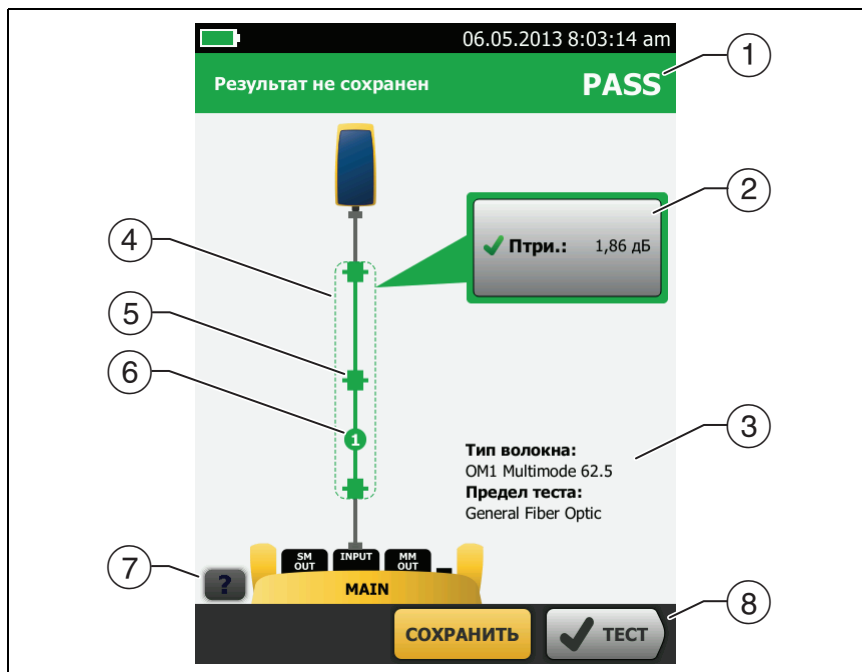 06.05.2013 8:03:14 am
Результат не сохранен PASS
1
2
Птри.: 1,86 дБ
4
5
6
1
3
Тип волокна:
OM1 Multimode 62.5
Предел теста:
General Fiber Optic
SM OUT
INPUT
MM OUT
7
?
MAIN
8
СОХРАНИТЬ
ТЕСТ